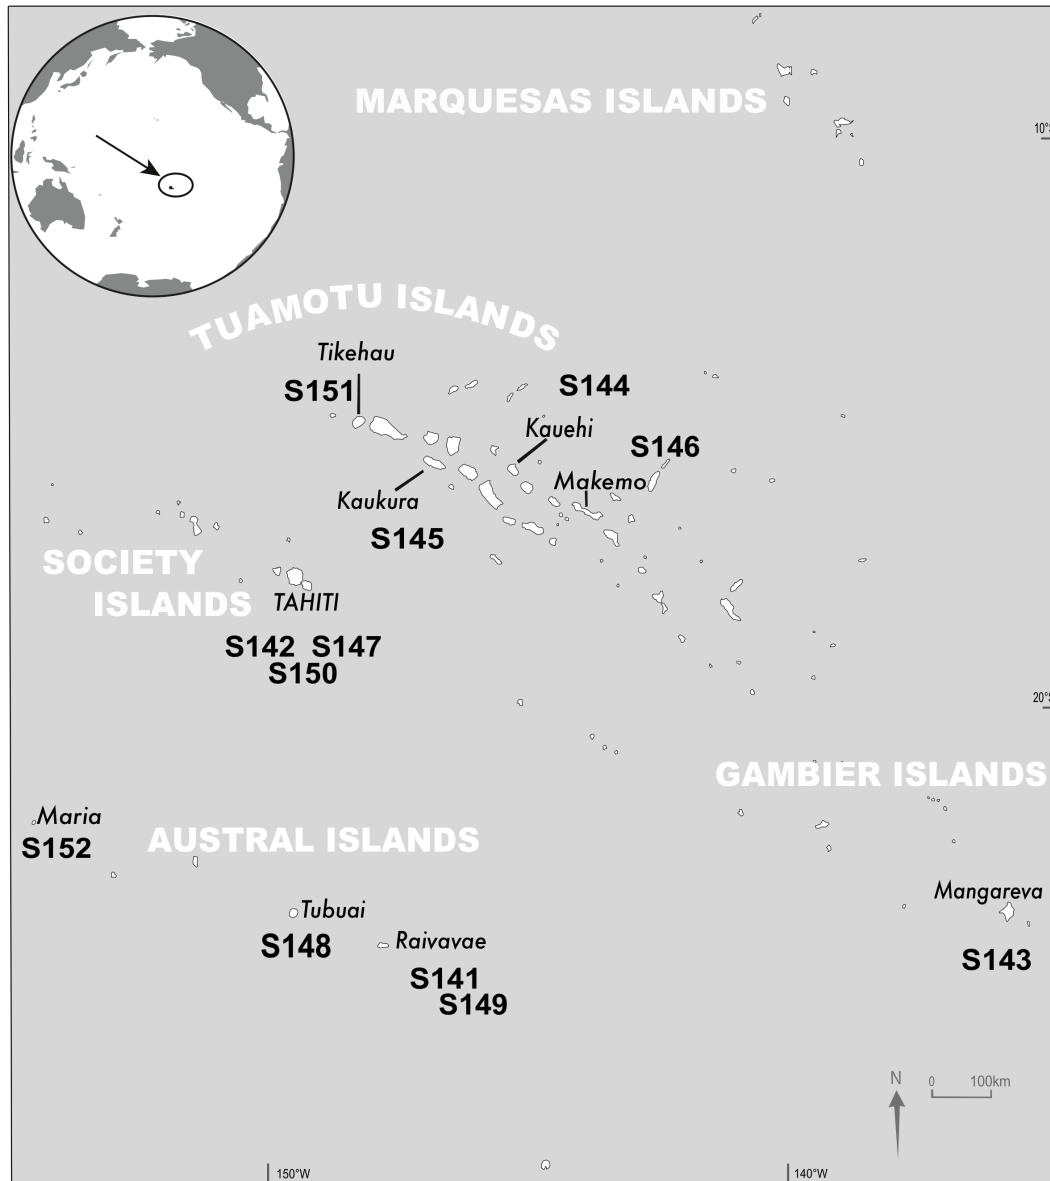 MARQUESAS ISLANDS
10°S
TUAMOTU ISLANDS
Tikehau
S151
S144
Kauehi
S146
Makemo
Kaukura
S145
SOCIETY
ISLANDS
TAHITI
S142 S147
S150
20°S
GAMBIER ISLANDS
Maria
S152
AUSTRAL ISLANDS
Mangareva
Tubuai
S148
Raivavae
S143
S141
S149
N
0 100km
150°W
140°W